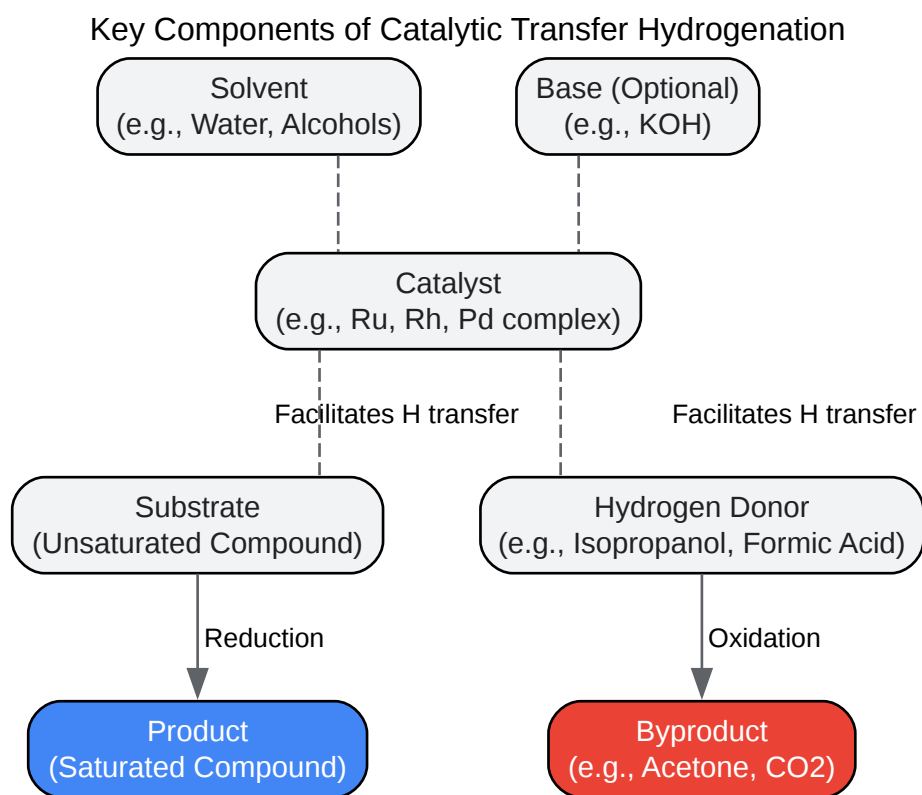 Key Components of Catalytic Transfer Hydrogenation
Solvent
(e.g., Water, Alcohols)
Base (Optional)
(e.g., KOH)
Catalyst
(e.g., Ru, Rh, Pd complex)
Facilitates H transfer
Facilitates H transfer
Substrate
(Unsaturated Compound)
Hydrogen Donor
(e.g., Isopropanol, Formic Acid)
Reduction
Oxidation
Product
(Saturated Compound)
Byproduct
(e.g., Acetone, CO2)